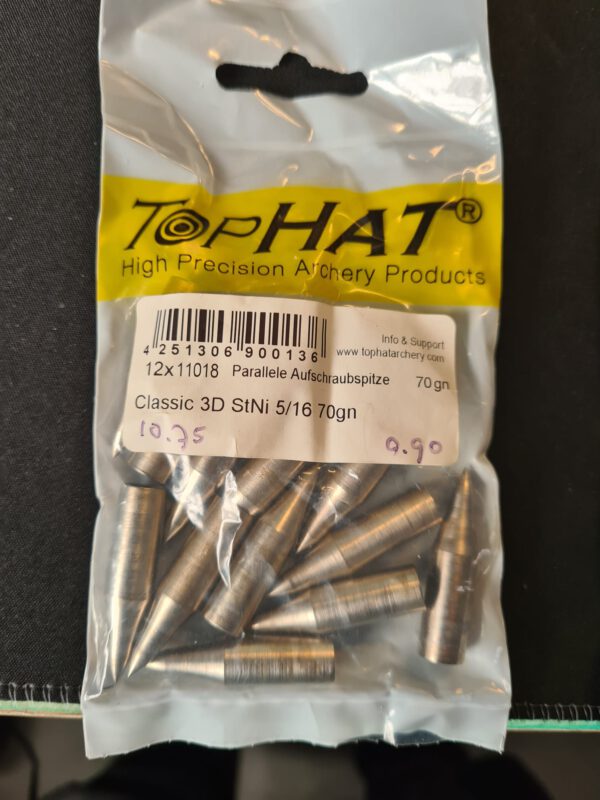 TOPHAT®
High Precision Archery Products
4 251306 900136
Info & Support
www.tophatarchery.com
12x11018 Parallele Aufschraubspitze 70gn
Classic 3D StNi 5/16 70gn
10.75 9.90